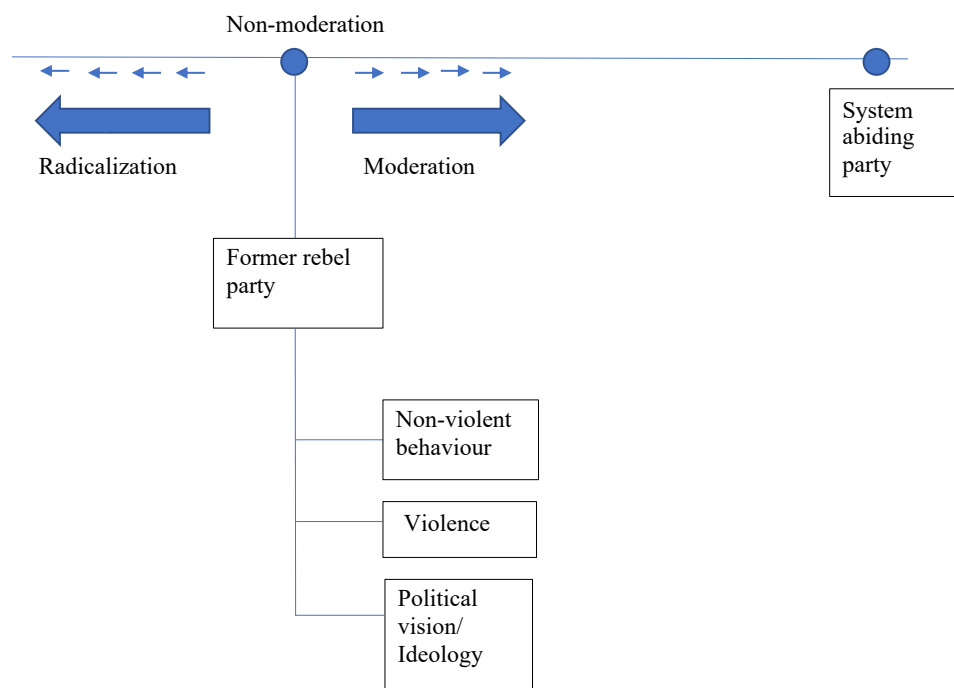 Non-moderation
Radicalization
Moderation
System
abiding
party
Former rebel
party
Non-violent
behaviour
Violence
Political
vision/
Ideology